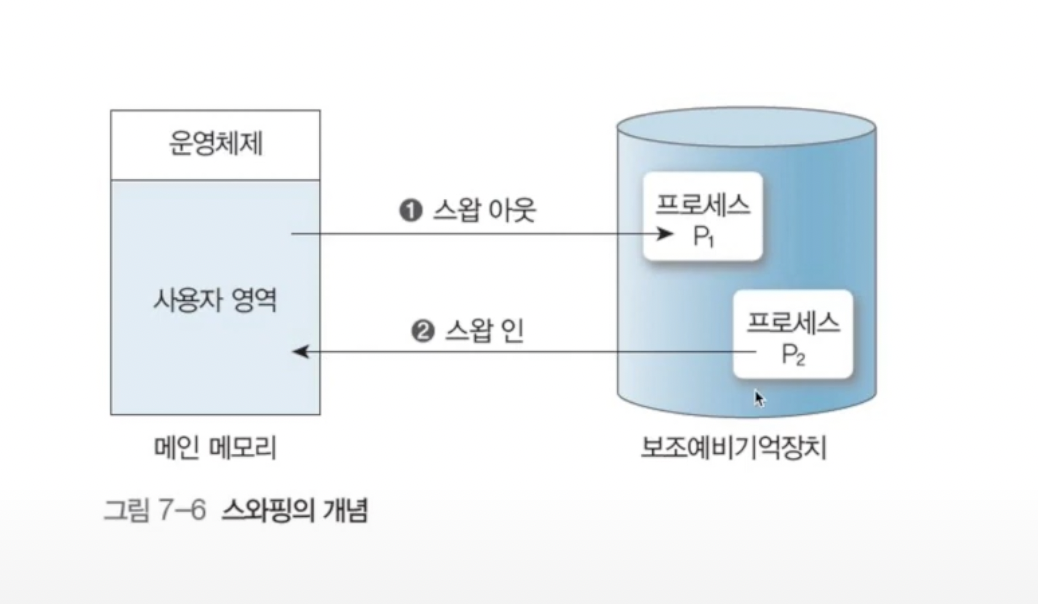 운영체제
사용자 영역
메인 메모리
❶ 스왑 아웃
❷ 스왑 인
프로세스
P₁
프로세스
P₂
보조예비기억장치
그림 7-6 스와핑의 개념